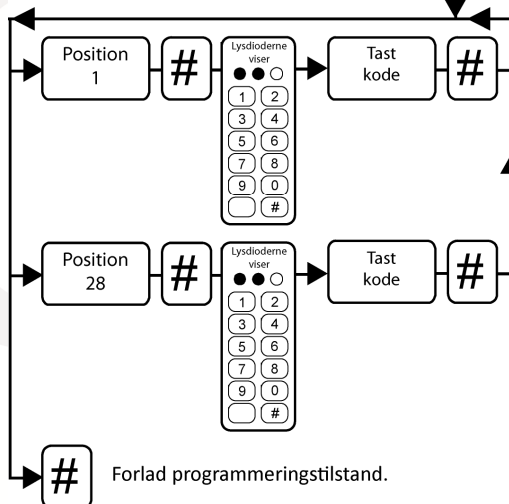 Position
1
#
Lysdioderne
viser
1 2
3 4
5 6
7 8
9 0
#
Tast
kode
#
Position
28
#
Lysdioderne
viser
1 2
3 4
5 6
7 8
9 0
#
Tast
kode
#
# Forlad programmeringstilstand.